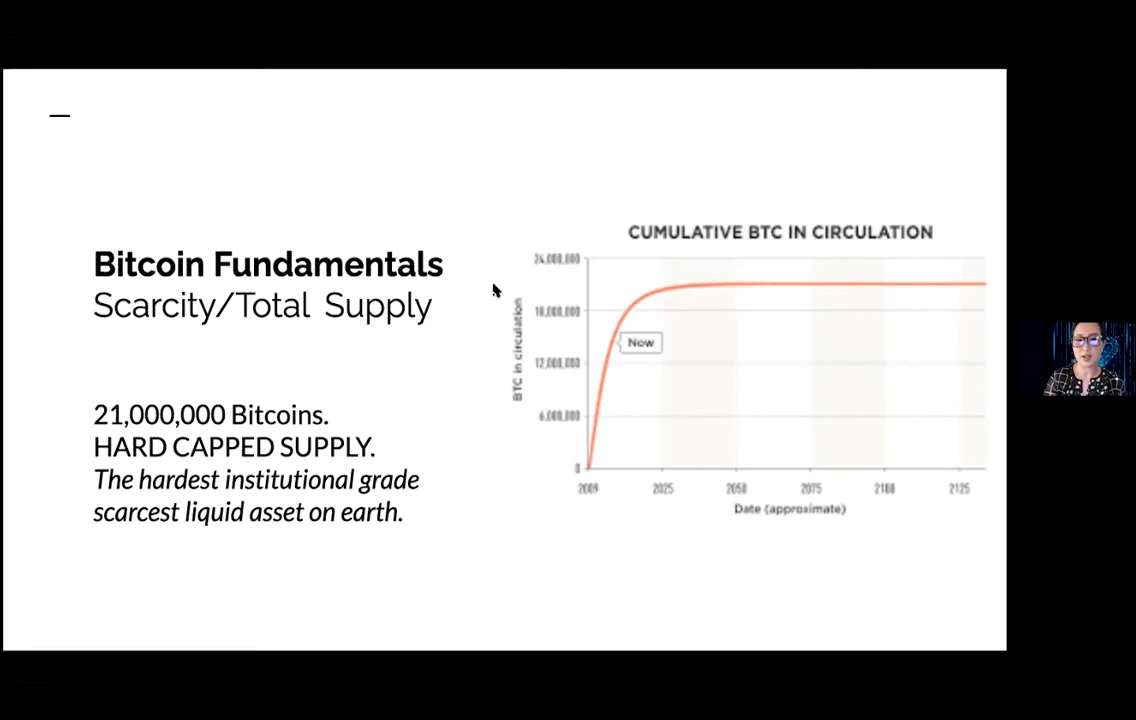 Bitcoin Fundamentals
Scarcity/Total Supply
21,000,000 Bitcoins.
HARD CAPPED SUPPLY.
The hardest institutional grade
scarcest liquid asset on earth.
CUMULATIVE BTC IN CIRCULATION
BTC in circulation
24,000,000
18,000,000
12,000,000
6,000,000
0
Now
2009 2025 2050 2075 2100 2125
Date (approximate)